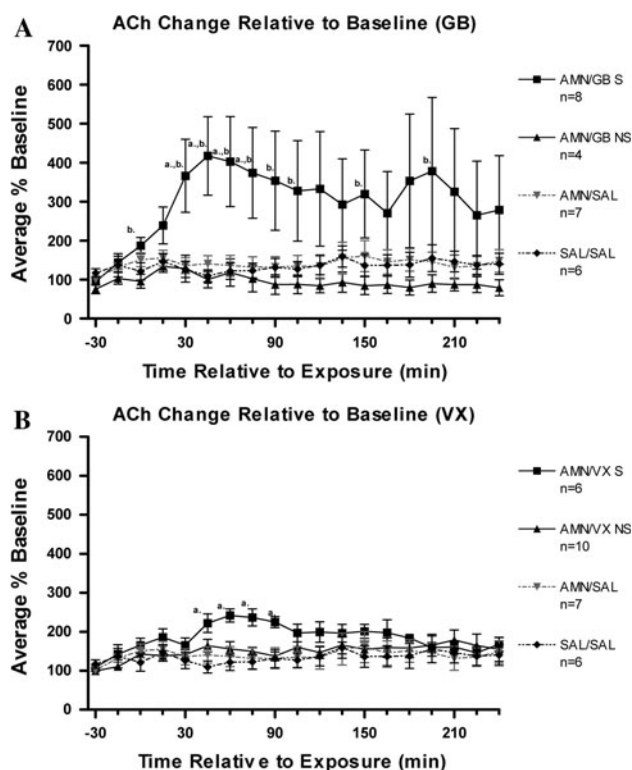 A
ACh Change Relative to Baseline (GB)
Average % Baseline
700
600
500
400
300
200
100
0
b.
a.,b.
a.,b.
a.,b.
a.,b.
b.
b.
b.
b.
-30
30
90
150
210
Time Relative to Exposure (min)
AMN/GB S
n=8
AMN/GB NS
n=4
AMN/SAL
n=7
SAL/SAL
n=6
B
ACh Change Relative to Baseline (VX)
Average % Baseline
700
600
500
400
300
200
100
0
a.
a.
a.
a.
-30
30
90
150
210
Time Relative to Exposure (min)
AMN/VX S
n=6
AMN/VX NS
n=10
AMN/SAL
n=7
SAL/SAL
n=6